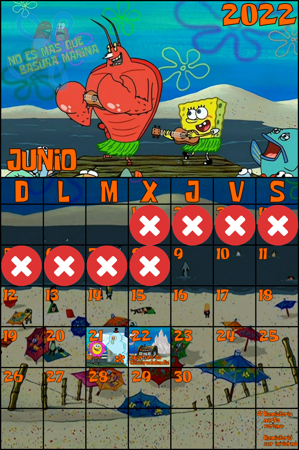 2022
NO ES MAS QUE
BASURA MARINA
JUNIO
D L M X J V S
9 10 11
12 13 14 15 16 17 18
19 20 21 22 23 24 25
26 27 28 29 30